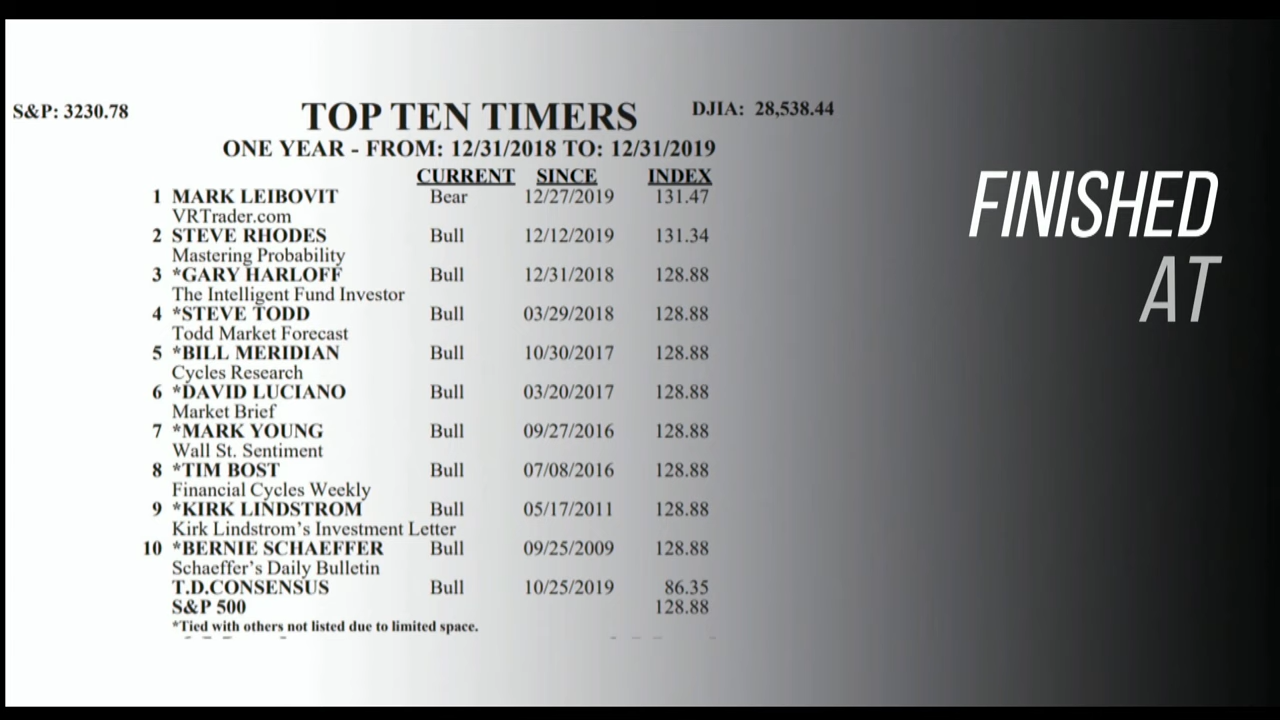 S&P: 3230.78 TOP TEN TIMERS DJIA: 28,538.44
ONE YEAR - FROM: 12/31/2018 TO: 12/31/2019
CURRENT SINCE INDEX
1 MARK LEIBOVIT Bear 12/27/2019 131.47
VRTrader.com
2 STEVE RHODES Bull 12/12/2019 131.34
Mastering Probability
3 *GARY HARLOFF Bull 12/31/2018 128.88
The Intelligent Fund Investor
4 *STEVE TODD Bull 03/29/2018 128.88
Todd Market Forecast
5 *BILL MERIDIAN Bull 10/30/2017 128.88
Cycles Research
6 *DAVID LUCIANO Bull 03/20/2017 128.88
Market Brief
7 *MARK YOUNG Bull 09/27/2016 128.88
Wall St. Sentiment
8 *TIM BOST Bull 07/08/2016 128.88
Financial Cycles Weekly
9 *KIRK LINDSTROM Bull 05/17/2011 128.88
Kirk Lindstrom's Investment Letter
10 *BERNIE SCHAEFFER Bull 09/25/2009 128.88
Schaeffer's Daily Bulletin
T.D.CONSENSUS Bull 10/25/2019 86.35
S&P 500 128.88
*Tied with others not listed due to limited space.
FINISHED
AT